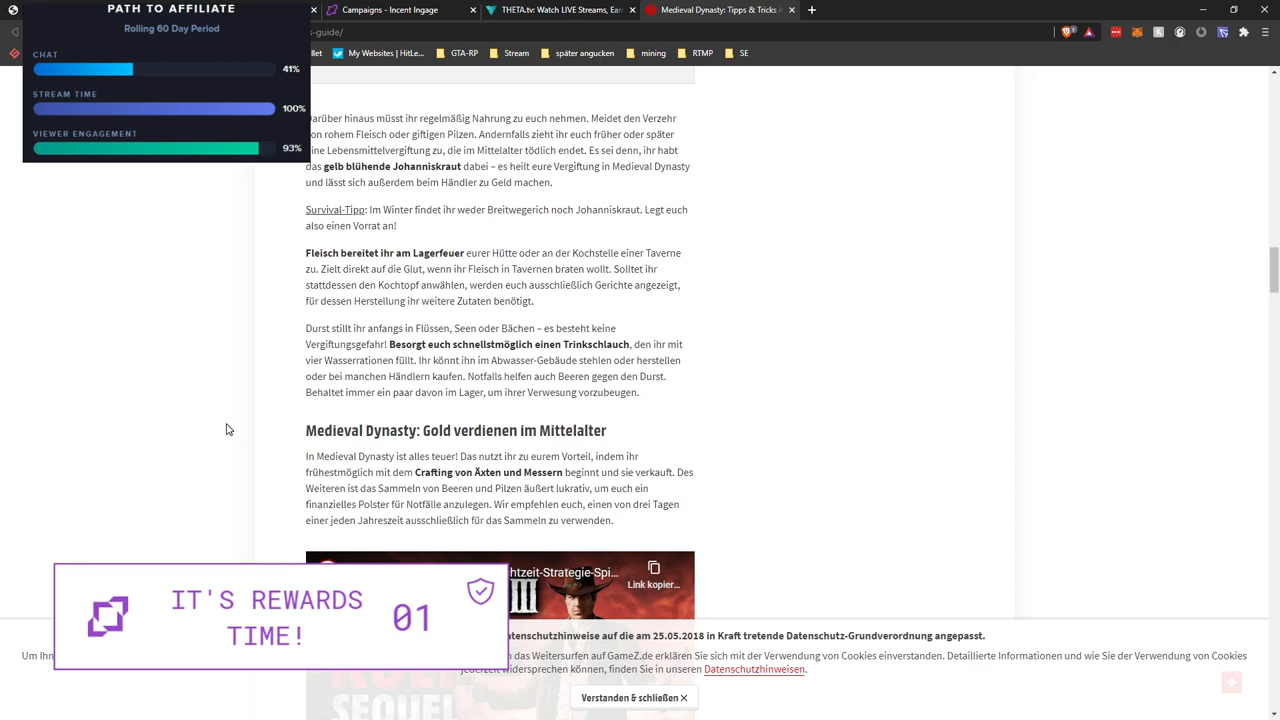 PATH TO AFFILIATE
Rolling 60 Day Period
CHAT
41%
STREAM TIME
100%
VIEWER ENGAGEMENT
93%
Campaigns - Incent Ingage
THETA.tv: Watch LIVE Streams, Earn
Medieval Dynasty: Tipps & Tricks
s-guide/
My Websites | HitLe...
GTA-RP
Stream
später angucken
mining
RTMP
SE
Darüber hinaus müsst ihr regelmäßig Nahrung zu euch nehmen. Meidet den Verzehr
von rohem Fleisch oder giftigen Pilzen. Andernfalls zieht ihr euch früher oder später
eine Lebensmittelvergiftung zu, die im Mittelalter tödlich endet. Es sei denn, ihr habt
das gelb blühende Johanniskraut dabei – es heilt eure Vergiftung in Medieval Dynasty
und lässt sich außerdem beim Händler zu Geld machen.
Survival-Tipp: Im Winter findet ihr weder Breitwegerich noch Johanniskraut. Legt euch
also einen Vorrat an!
Fleisch bereitet ihr am Lagerfeuer eurer Hütte oder an der Kochstelle einer Taverne
zu. Zielt direkt auf die Glut, wenn ihr Fleisch in Tavernen braten wollt. Solltet ihr
stattdessen den Kochtopf anwählen, werden euch ausschließlich Gerichte angezeigt,
für dessen Herstellung ihr weitere Zutaten benötigt.
Durst stillt ihr anfangs in Flüssen, Seen oder Bächen – es besteht keine
Vergiftungsgefahr! Besorgt euch schnellstmöglich einen Trinkschlauch, den ihr mit
vier Wasserrationen füllt. Ihr könnt ihn im Abwasser-Gebäude stehlen oder herstellen
oder bei manchen Händlern kaufen. Notfalls helfen auch Beeren gegen den Durst.
Behaltet immer ein paar davon im Lager, um ihrer Verwesung vorzubeugen.
Medieval Dynasty: Gold verdienen im Mittelalter
In Medieval Dynasty ist alles teuer! Das nutzt ihr zu eurem Vorteil, indem ihr
frühestmöglich mit dem Crafting von Äxten und Messern beginnt und sie verkauft. Des
Weiteren ist das Sammeln von Beeren und Pilzen äußert lukrativ, um euch ein
finanzielles Polster für Notfälle anzulegen. Wir empfehlen euch, einen von drei Tagen
einer jeden Jahreszeit ausschließlich für das Sammeln zu verwenden.
htzeit-Strategie-Spi...
Link kopier...
III
IT'S REWARDS
TIME!
01
atenschutzhinweise auf die am 25.05.2018 in Kraft tretende Datenschutz-Grundverordnung angepasst.
Um Ihn
das Weitersurfen auf GameZ.de erklären Sie sich mit der Verwendung von Cookies einverstanden. Detaillierte Informationen und wie Sie der Verwendung von Cookies
jederzeit widersprechen können, finden Sie in unseren Datenschutzhinweisen.
Verstanden & schließen ×
SEQUEL